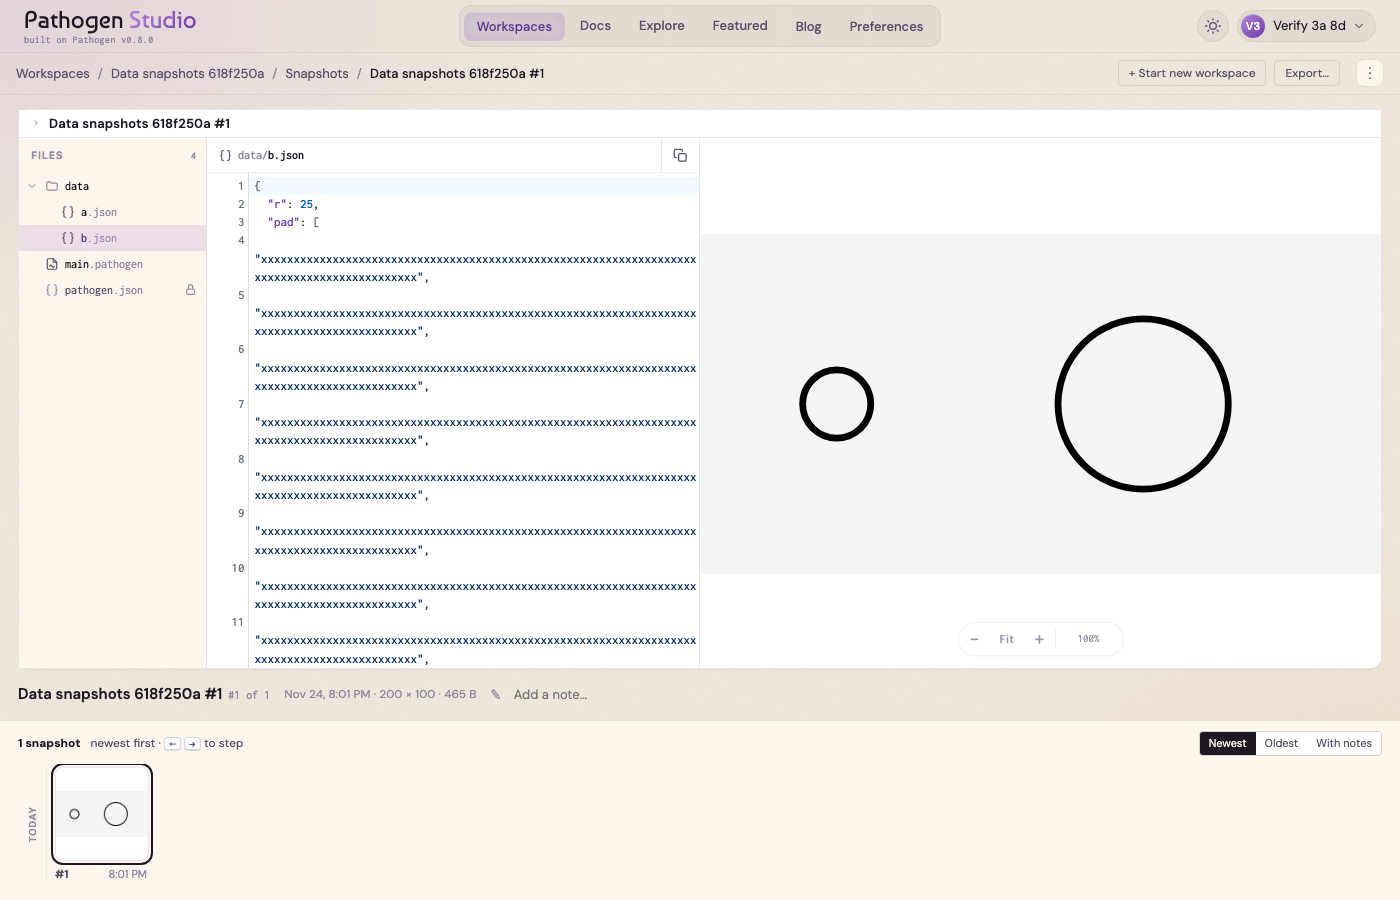 Pathogen Studio
built on Pathogen v0.8.0
Workspaces
Docs
Explore
Featured
Blog
Preferences
V3
Verify 3a 8d
Workspaces / Data snapshots 618f250a / Snapshots / Data snapshots 618f250a #1
+ Start new workspace
Export…
Data snapshots 618f250a #1
FILES 4
data
{} a.json
{} b.json
main.pathogen
{} pathogen.json
{} data/b.json
1 {
2 "r": 25,
3 "pad": [
4
"xxxxxxxxxxxxxxxxxxxxxxxxxxxxxxxxxxxxxxxxxxxxxxxxxxxxxxxxxxxxxxxxxxx
xxxxxxxxxxxxxxxxxxxxxxxxx",
5
"xxxxxxxxxxxxxxxxxxxxxxxxxxxxxxxxxxxxxxxxxxxxxxxxxxxxxxxxxxxxxxxxxxx
xxxxxxxxxxxxxxxxxxxxxxxxx",
6
"xxxxxxxxxxxxxxxxxxxxxxxxxxxxxxxxxxxxxxxxxxxxxxxxxxxxxxxxxxxxxxxxxxx
xxxxxxxxxxxxxxxxxxxxxxxxx",
7
"xxxxxxxxxxxxxxxxxxxxxxxxxxxxxxxxxxxxxxxxxxxxxxxxxxxxxxxxxxxxxxxxxxx
xxxxxxxxxxxxxxxxxxxxxxxxx",
8
"xxxxxxxxxxxxxxxxxxxxxxxxxxxxxxxxxxxxxxxxxxxxxxxxxxxxxxxxxxxxxxxxxxx
xxxxxxxxxxxxxxxxxxxxxxxxx",
9
"xxxxxxxxxxxxxxxxxxxxxxxxxxxxxxxxxxxxxxxxxxxxxxxxxxxxxxxxxxxxxxxxxxx
xxxxxxxxxxxxxxxxxxxxxxxxx",
10
"xxxxxxxxxxxxxxxxxxxxxxxxxxxxxxxxxxxxxxxxxxxxxxxxxxxxxxxxxxxxxxxxxxx
xxxxxxxxxxxxxxxxxxxxxxxxx",
11
"xxxxxxxxxxxxxxxxxxxxxxxxxxxxxxxxxxxxxxxxxxxxxxxxxxxxxxxxxxxxxxxxxxx
xxxxxxxxxxxxxxxxxxxxxxxxx",
− Fit + 100%
Data snapshots 618f250a #1 #1 of 1 Nov 24, 8:01 PM · 200 × 100 · 465 B ✎ Add a note…
1 snapshot newest first · ← → to step
Newest
Oldest
With notes
TODAY
#1 8:01 PM